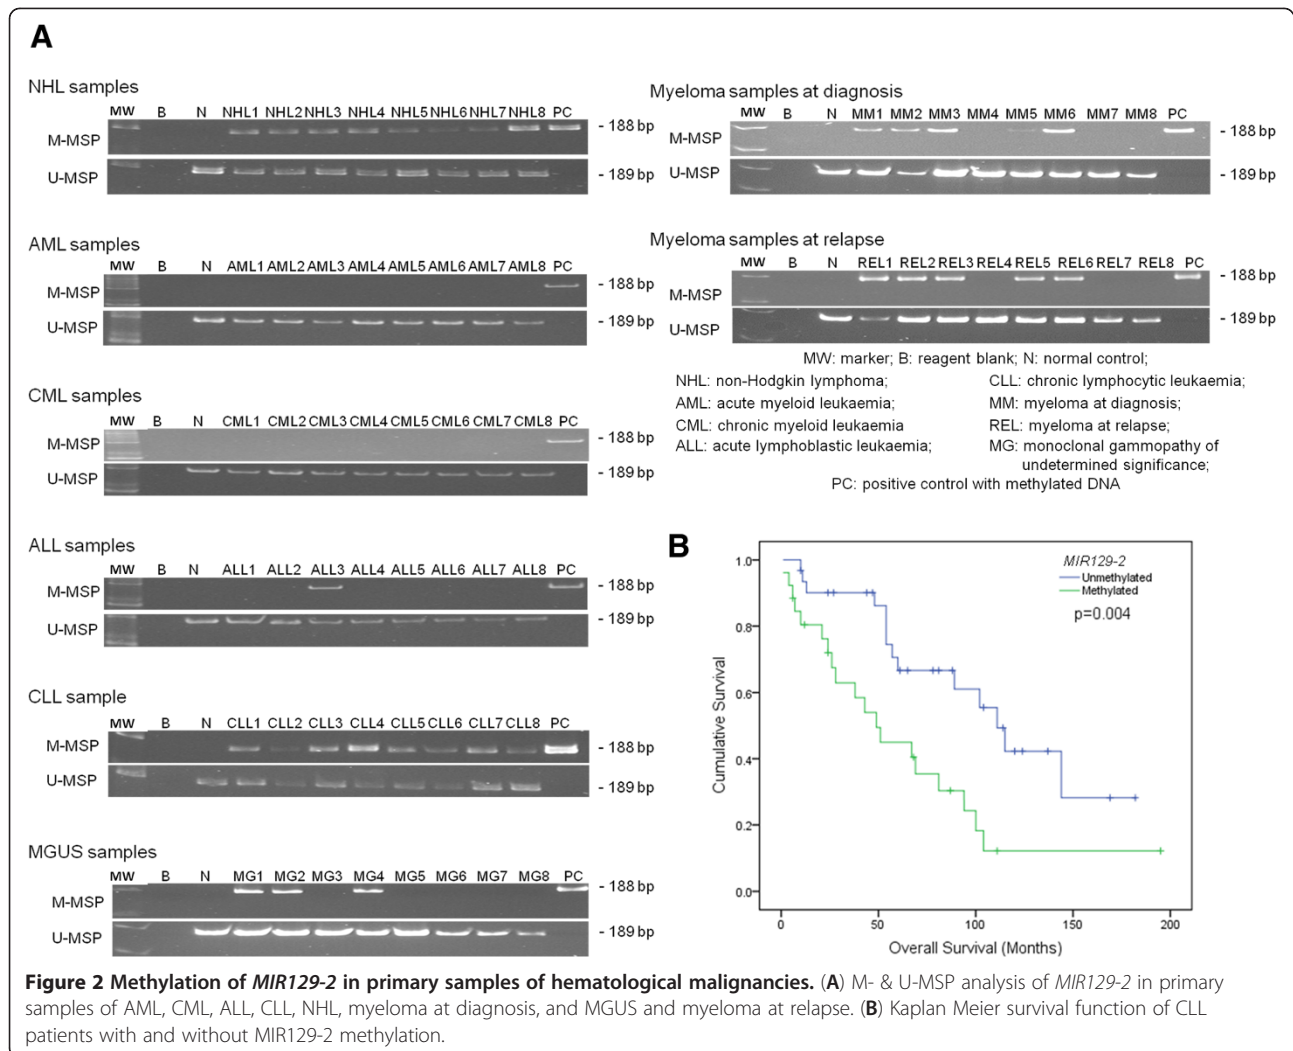 A
NHL samples
MW B N NHL1 NHL2 NHL3 NHL4 NHL5 NHL6 NHL7 NHL8 PC
M-MSP - 188 bp
U-MSP - 189 bp
AML samples
MW B N AML1 AML2 AML3 AML4 AML5 AML6 AML7 AML8 PC
M-MSP - 188 bp
U-MSP - 189 bp
CML samples
MW B N CML1 CML2 CML3 CML4 CML5 CML6 CML7 CML8 PC
M-MSP - 188 bp
U-MSP - 189 bp
ALL samples
MW B N ALL1 ALL2 ALL3 ALL4 ALL5 ALL6 ALL7 ALL8 PC
M-MSP - 188 bp
U-MSP - 189 bp
CLL sample
MW B N CLL1 CLL2 CLL3 CLL4 CLL5 CLL6 CLL7 CLL8 PC
M-MSP - 188 bp
U-MSP - 189 bp
MGUS samples
MW B N MG1 MG2 MG3 MG4 MG5 MG6 MG7 MG8 PC
M-MSP - 188 bp
U-MSP - 189 bp
Myeloma samples at diagnosis
MW B N MM1 MM2 MM3 MM4 MM5 MM6 MM7 MM8 PC
M-MSP - 188 bp
U-MSP - 189 bp
Myeloma samples at relapse
MW B N REL1 REL2 REL3 REL4 REL5 REL6 REL7 REL8 PC
M-MSP - 188 bp
U-MSP - 189 bp
MW: marker; B: reagent blank; N: normal control;
NHL: non-Hodgkin lymphoma; CLL: chronic lymphocytic leukaemia;
AML: acute myeloid leukaemia; MM: myeloma at diagnosis;
CML: chronic myeloid leukaemia REL: myeloma at relapse;
ALL: acute lymphoblastic leukaemia; MG: monoclonal gammopathy of
undetermined significance;
PC: positive control with methylated DNA
B
MIR129-2
Unmethylated
Methylated
p=0.004
Cumulative Survival
1.0
0.8
0.6
0.4
0.2
0.0
0 50 100 150 200
Overall Survival (Months)
Figure 2 Methylation of MIR129-2 in primary samples of hematological malignancies. (A) M- & U-MSP analysis of MIR129-2 in primary
samples of AML, CML, ALL, CLL, NHL, myeloma at diagnosis, and MGUS and myeloma at relapse. (B) Kaplan Meier survival function of CLL
patients with and without MIR129-2 methylation.